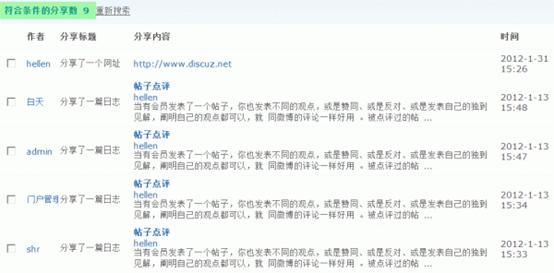 符合条件的分享数 9 重新搜索
作者 分享标题 分享内容 时间
hellen 分享了一个网址 http://www.discuz.net 2012-1-31 15:26
白天 分享了一篇日志 帖子点评 2012-1-13 15:48
hellen
当有会员发表了一个帖子，你也发表不同的观点，或是赞同、或是反对、或是发表自己的独到
见解，阐明自己的观点都可以，就 同微博的评论一样好用 。被点评过的帖 ...
admin 分享了一篇日志 帖子点评 2012-1-13 15:47
hellen
当有会员发表了一个帖子，你也发表不同的观点，或是赞同、或是反对、或是发表自己的独到
见解，阐明自己的观点都可以，就 同微博的评论一样好用 。被点评过的帖 ...
门户管理 分享了一篇日志 帖子点评 2012-1-13 15:34
hellen
当有会员发表了一个帖子，你也发表不同的观点，或是赞同、或是反对、或是发表自己的独到
见解，阐明自己的观点都可以，就 同微博的评论一样好用 。被点评过的帖 ...
shr 分享了一篇日志 帖子点评 2012-1-13 15:33
hellen
当有会员发表了一个帖子，你也发表不同的观点，或是赞同、或是反对、或是发表自己的独到
见解，阐明自己的观点都可以，就 同微博的评论一样好用 。被点评过的帖 ...